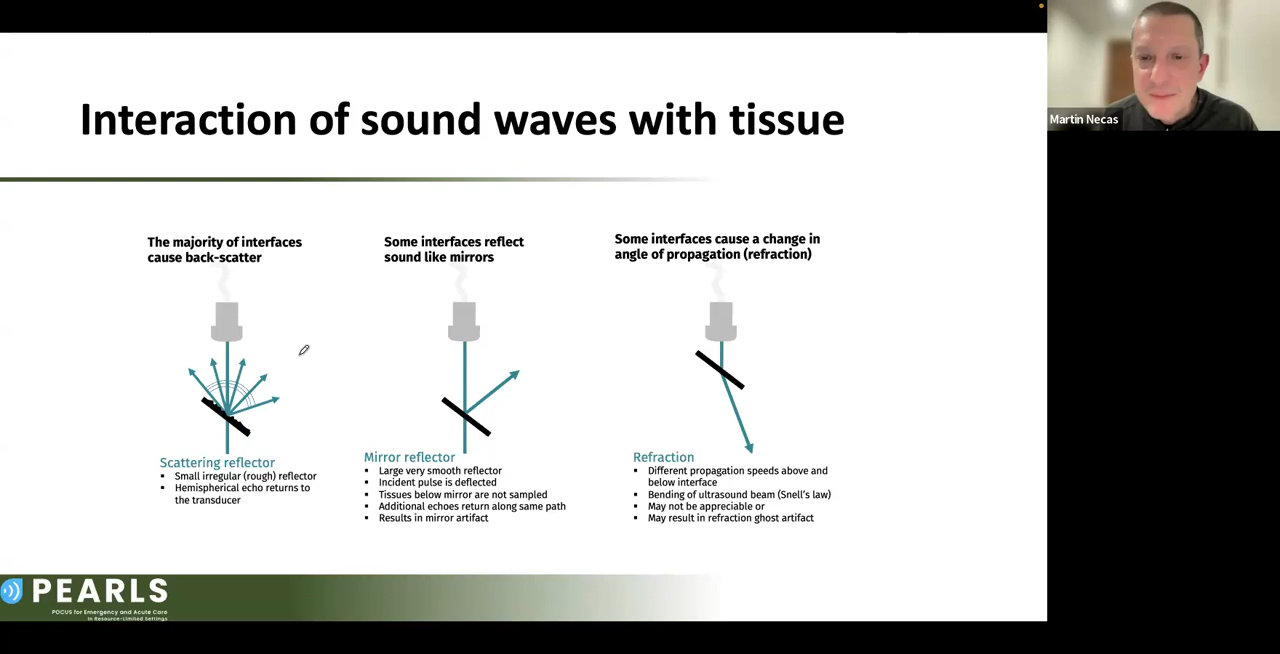 Interaction of sound waves with tissue
Martin Necas
The majority of interfaces
cause back-scatter
Scattering reflector
▪ Small irregular (rough) reflector
▪ Hemispherical echo returns to
the transducer
Some interfaces reflect
sound like mirrors
Mirror reflector
▪ Large very smooth reflector
▪ Incident pulse is deflected
▪ Tissues below mirror are not sampled
▪ Additional echoes return along same path
▪ Results in mirror artifact
Some interfaces cause a change in
angle of propagation (refraction)
Refraction
▪ Different propagation speeds above and
below interface
▪ Bending of ultrasound beam (Snell's law)
▪ May not be appreciable or
▪ May result in refraction ghost artifact
PEARLS
POCUS for Emergency and Acute Care
in Resource-Limited Settings